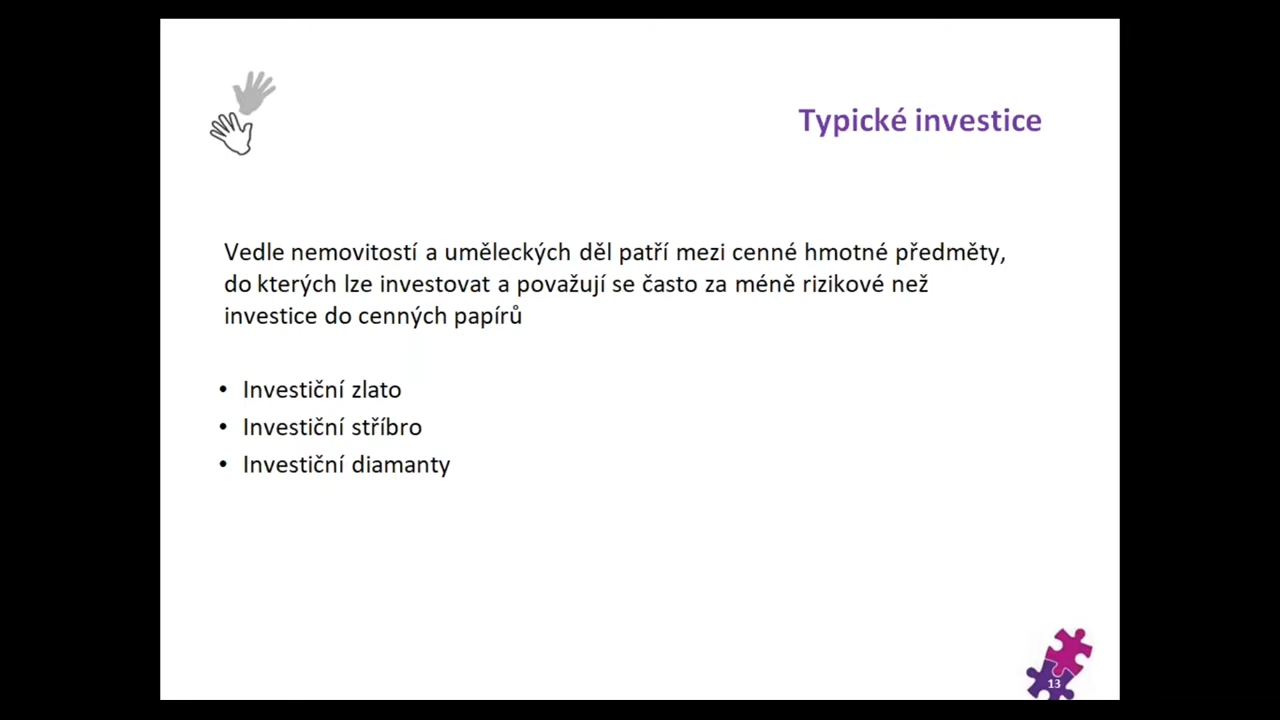 Typické investice
Vedle nemovitostí a uměleckých děl patří mezi cenné hmotné předměty,
do kterých lze investovat a považují se často za méně rizikové než
investice do cenných papírů
• Investiční zlato
• Investiční stříbro
• Investiční diamanty
13